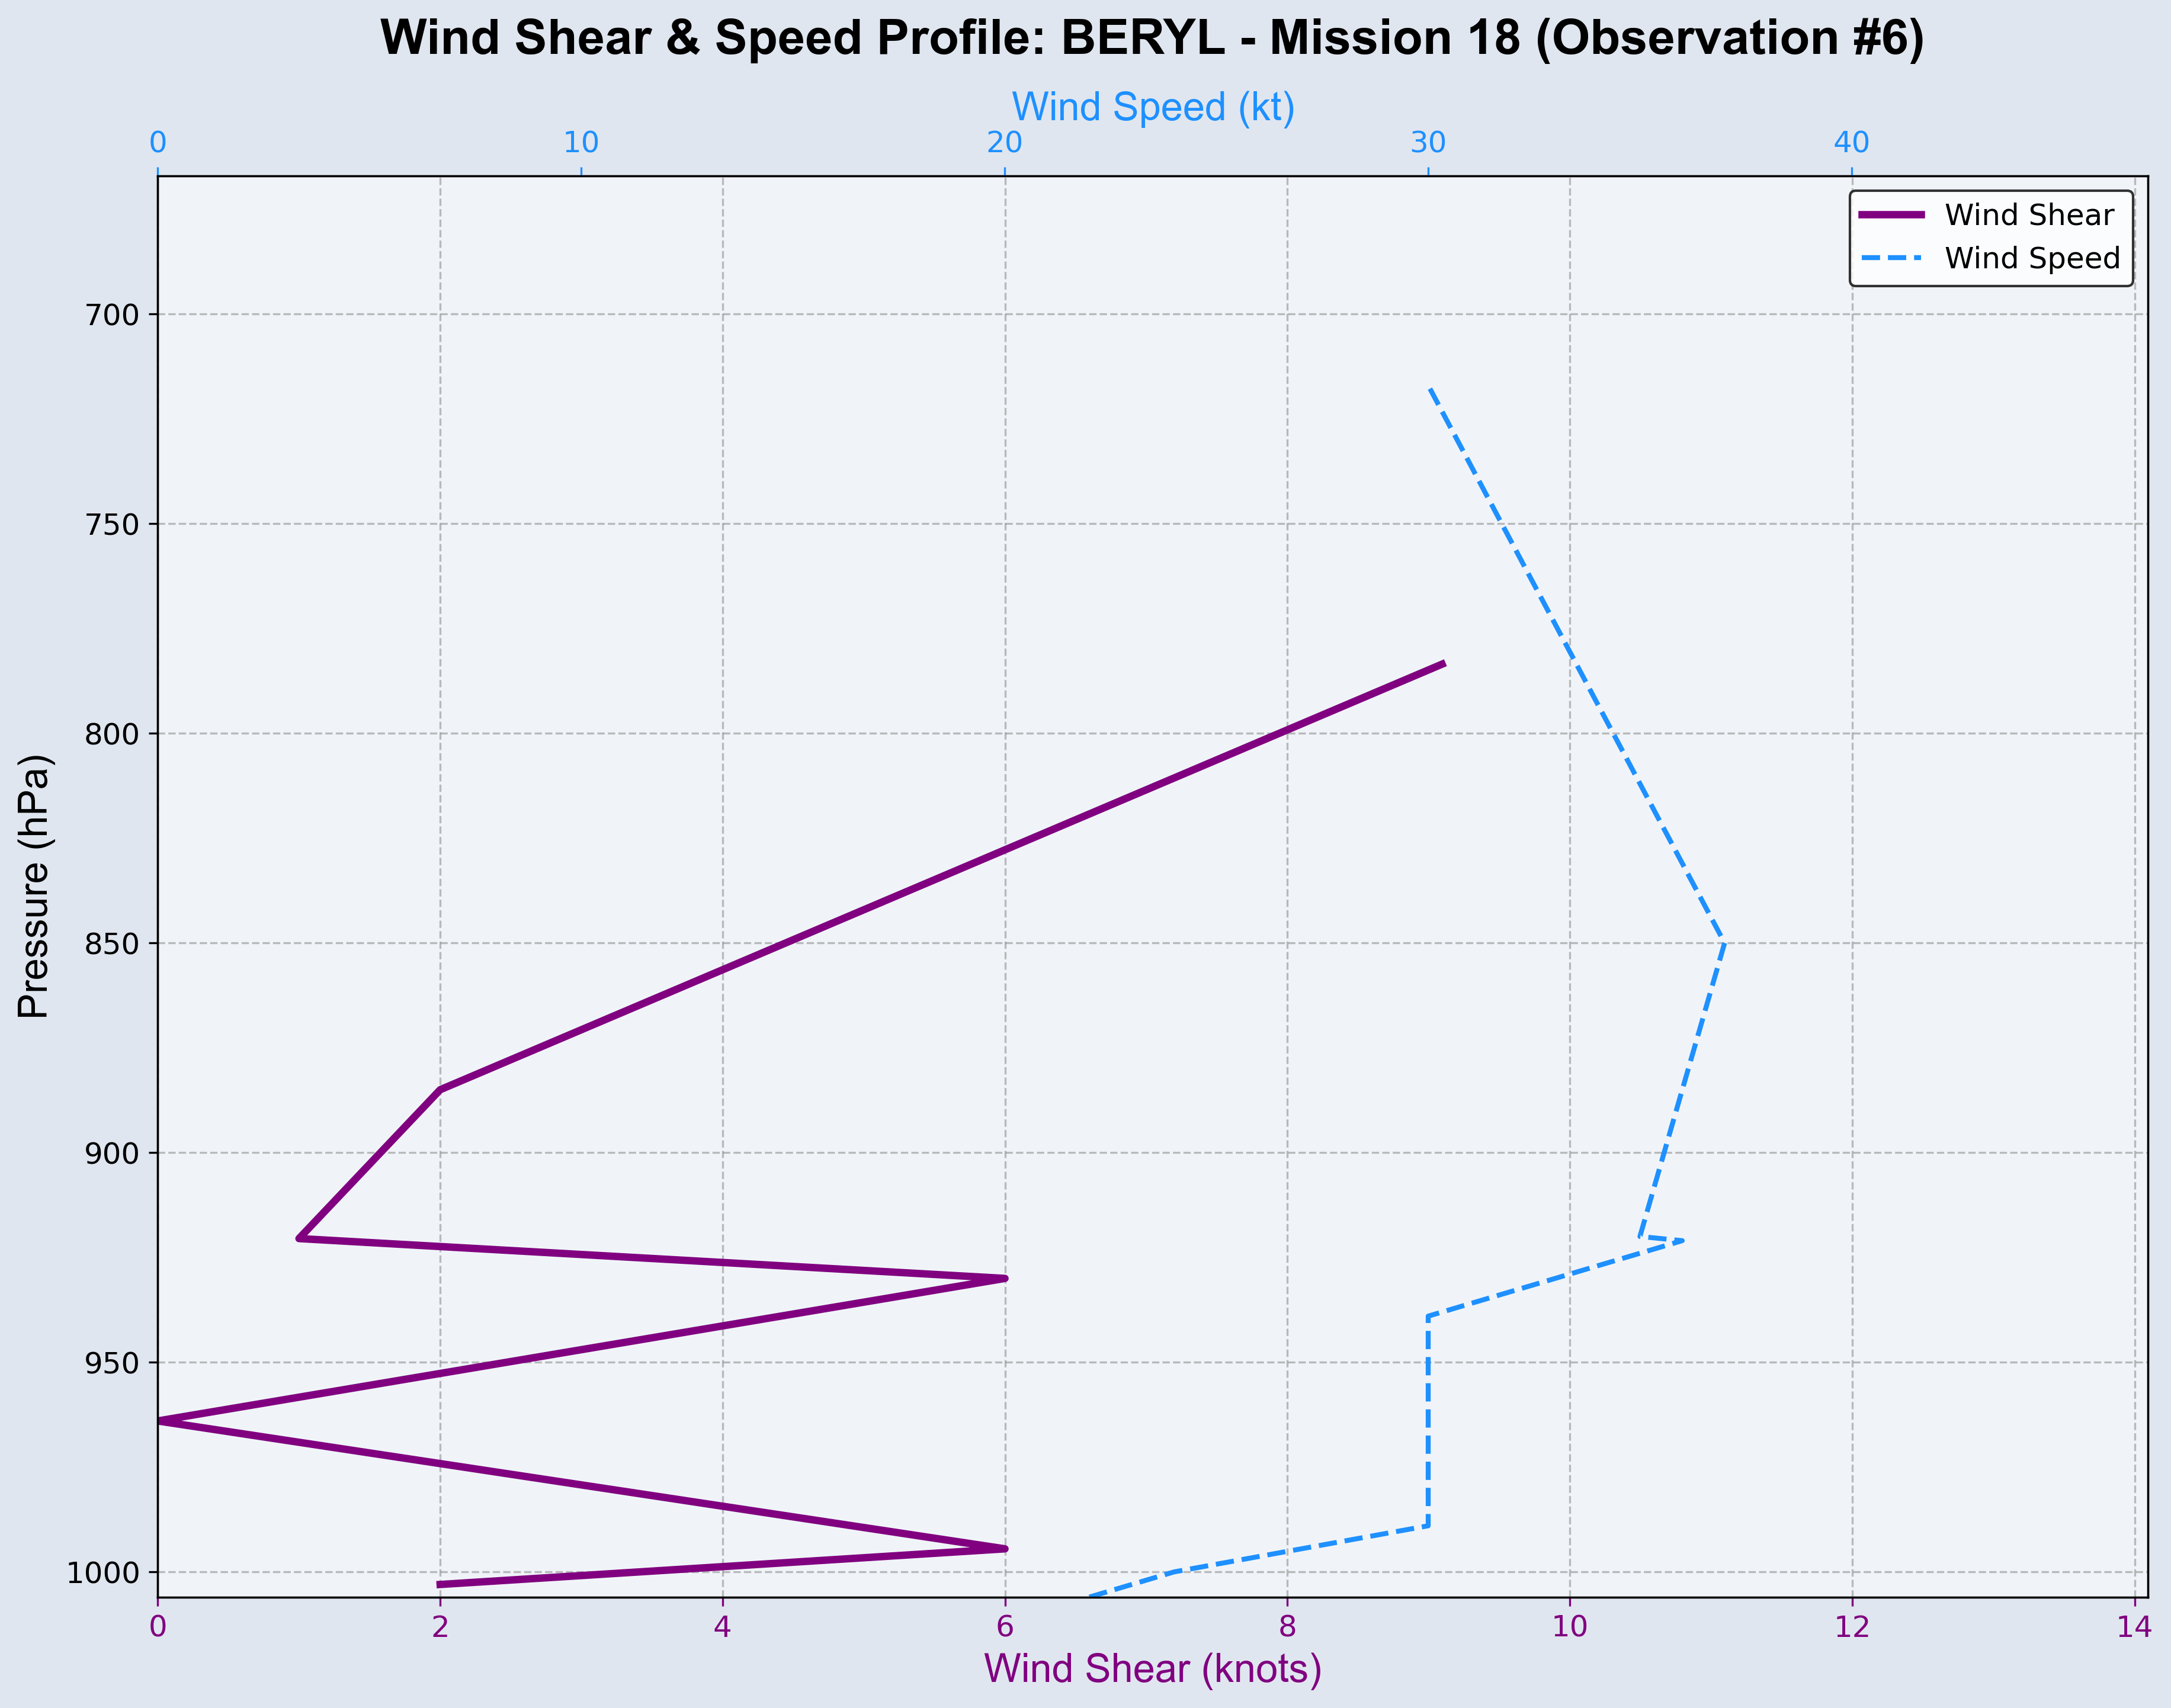 Wind Shear & Speed Profile: BERYL - Mission 18 (Observation #6)
Wind Speed (kt)
0 10 20 30 40
Wind Shear
Wind Speed
700
750
800
850
900
950
1000
Pressure (hPa)
0 2 4 6 8 10 12 14
Wind Shear (knots)